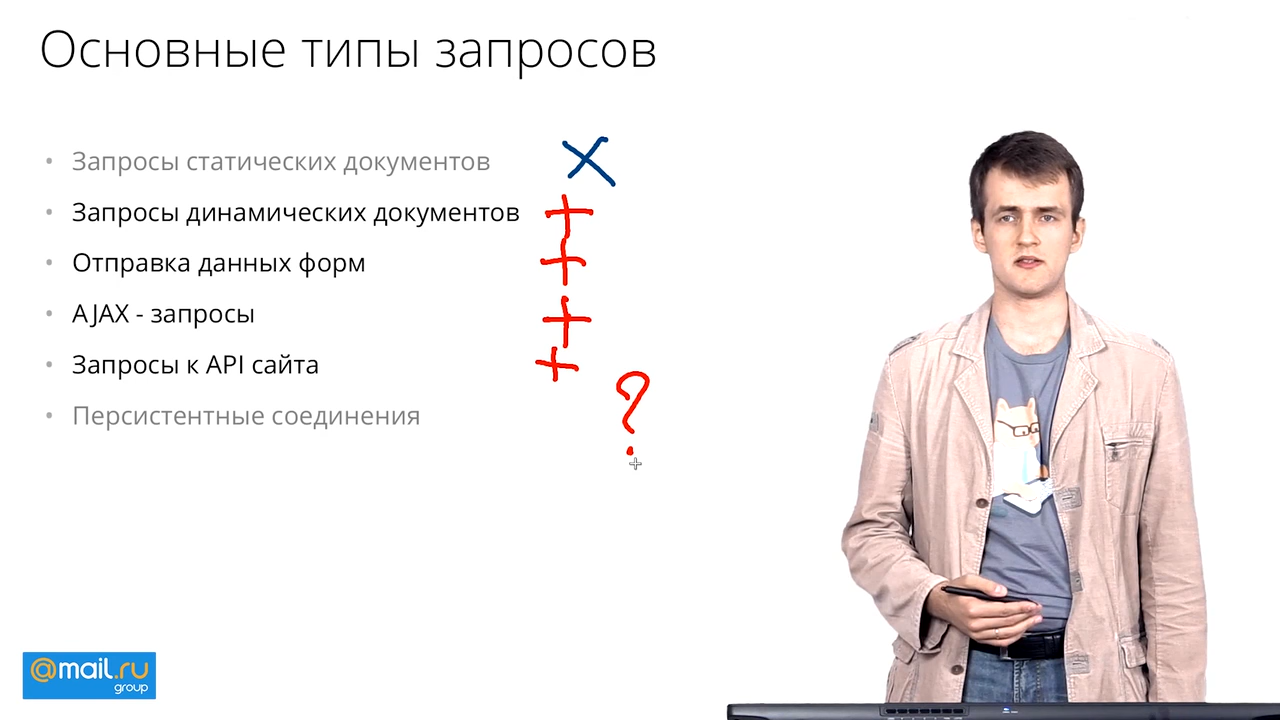 Основные типы запросов
• Запросы статических документов
• Запросы динамических документов
• Отправка данных форм
• AJAX - запросы
• Запросы к API сайта
• Персистентные соединения
?
@mail.ru
group